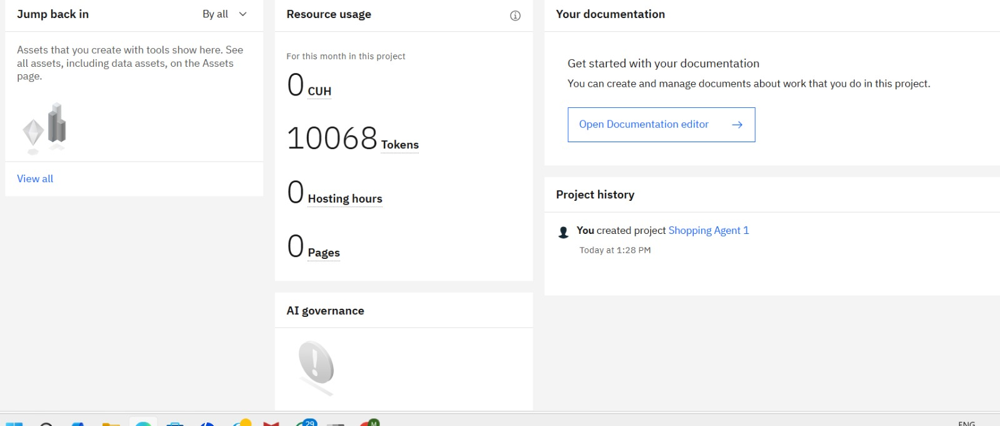 Jump back in
By all
Assets that you create with tools show here. See
all assets, including data assets, on the Assets
page.
View all
Resource usage
For this month in this project
0 CUH
10068 Tokens
0 Hosting hours
0 Pages
AI governance
Your documentation
Get started with your documentation
You can create and manage documents about work that you do in this project.
Open Documentation editor
Project history
You created project Shopping Agent 1
Today at 1:28 PM
29
M
ENG